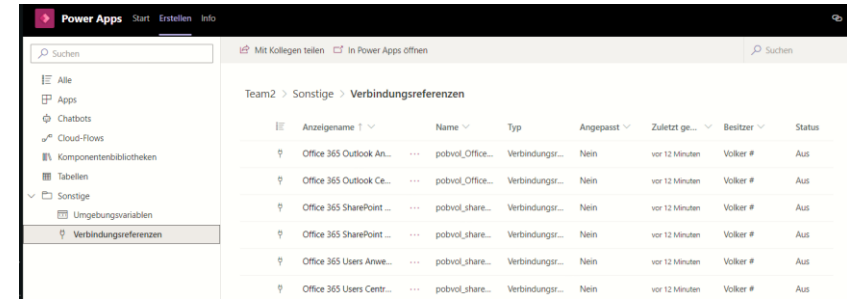 Power Apps Start Erstellen Info
Suchen
Mit Kollegen teilen In Power Apps öffnen
Suchen
Alle
Apps
Chatbots
Cloud-Flows
Komponentenbibliotheken
Tabellen
Sonstige
Umgebungsvariablen
Verbindungsreferenzen
Team2 > Sonstige > Verbindungsreferenzen
Anzeigename ↑ Name Typ Angepasst Zuletzt ge... Besitzer Status
Office 365 Outlook An... ... pobvol_Office... Verbindungsr... Nein vor 12 Minuten Volker # Aus
Office 365 Outlook Ce... ... pobvol_Office... Verbindungsr... Nein vor 12 Minuten Volker # Aus
Office 365 SharePoint ... ... pobvol_share... Verbindungsr... Nein vor 12 Minuten Volker # Aus
Office 365 SharePoint ... ... pobvol_share... Verbindungsr... Nein vor 12 Minuten Volker # Aus
Office 365 Users Anwe... ... pobvol_share... Verbindungsr... Nein vor 12 Minuten Volker # Aus
Office 365 Users Centr... ... pobvol_share... Verbindungsr... Nein vor 12 Minuten Volker # Aus